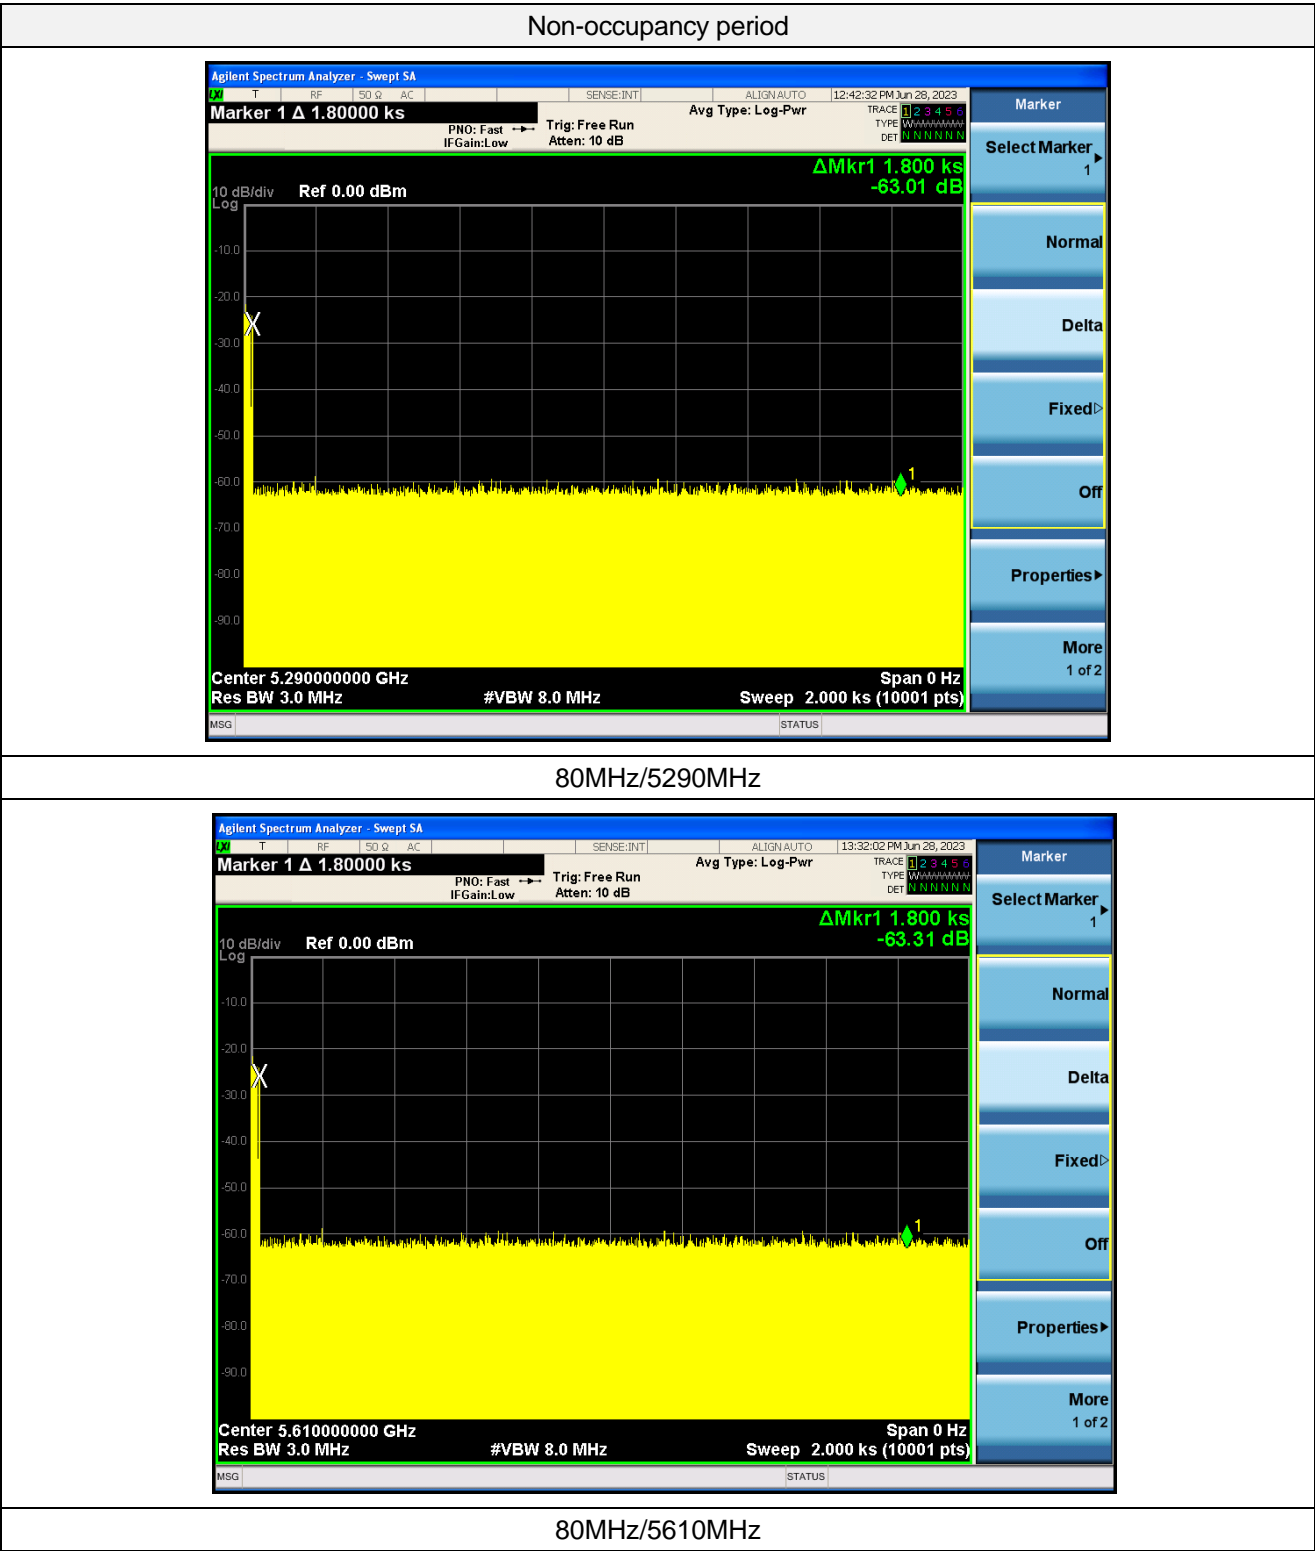 Non-occupancy period
Agilent Spectrum Analyzer - Swept SA
LXI T RF 50 Ω AC SENSE:INT ALIGN AUTO 12:42:32 PM Jun 28, 2023
Marker 1 Δ 1.80000 ks
PNO: Fast
IFGain:Low
Trig: Free Run
Atten: 10 dB
Avg Type: Log-Pwr
TRACE 1 2 3 4 5 6
TYPE WWWWWW
DET N N N N N N
ΔMkr1 1.800 ks
-63.01 dB
10 dB/div Ref 0.00 dBm
Log
-10.0
-20.0
-30.0
-40.0
-50.0
-60.0
-70.0
-80.0
-90.0
1
Center 5.290000000 GHz Span 0 Hz
Res BW 3.0 MHz #VBW 8.0 MHz Sweep 2.000 ks (10001 pts)
MSG STATUS
Marker
Select Marker
1
Normal
Delta
Fixed
Off
Properties
More
1 of 2
80MHz/5290MHz
Agilent Spectrum Analyzer - Swept SA
LXI T RF 50 Ω AC SENSE:INT ALIGN AUTO 13:32:02 PM Jun 28, 2023
Marker 1 Δ 1.80000 ks
PNO: Fast
IFGain:Low
Trig: Free Run
Atten: 10 dB
Avg Type: Log-Pwr
TRACE 1 2 3 4 5 6
TYPE WWWWWW
DET N N N N N N
ΔMkr1 1.800 ks
-63.31 dB
10 dB/div Ref 0.00 dBm
Log
-10.0
-20.0
-30.0
-40.0
-50.0
-60.0
-70.0
-80.0
-90.0
1
Center 5.610000000 GHz Span 0 Hz
Res BW 3.0 MHz #VBW 8.0 MHz Sweep 2.000 ks (10001 pts)
MSG STATUS
Marker
Select Marker
1
Normal
Delta
Fixed
Off
Properties
More
1 of 2
80MHz/5610MHz